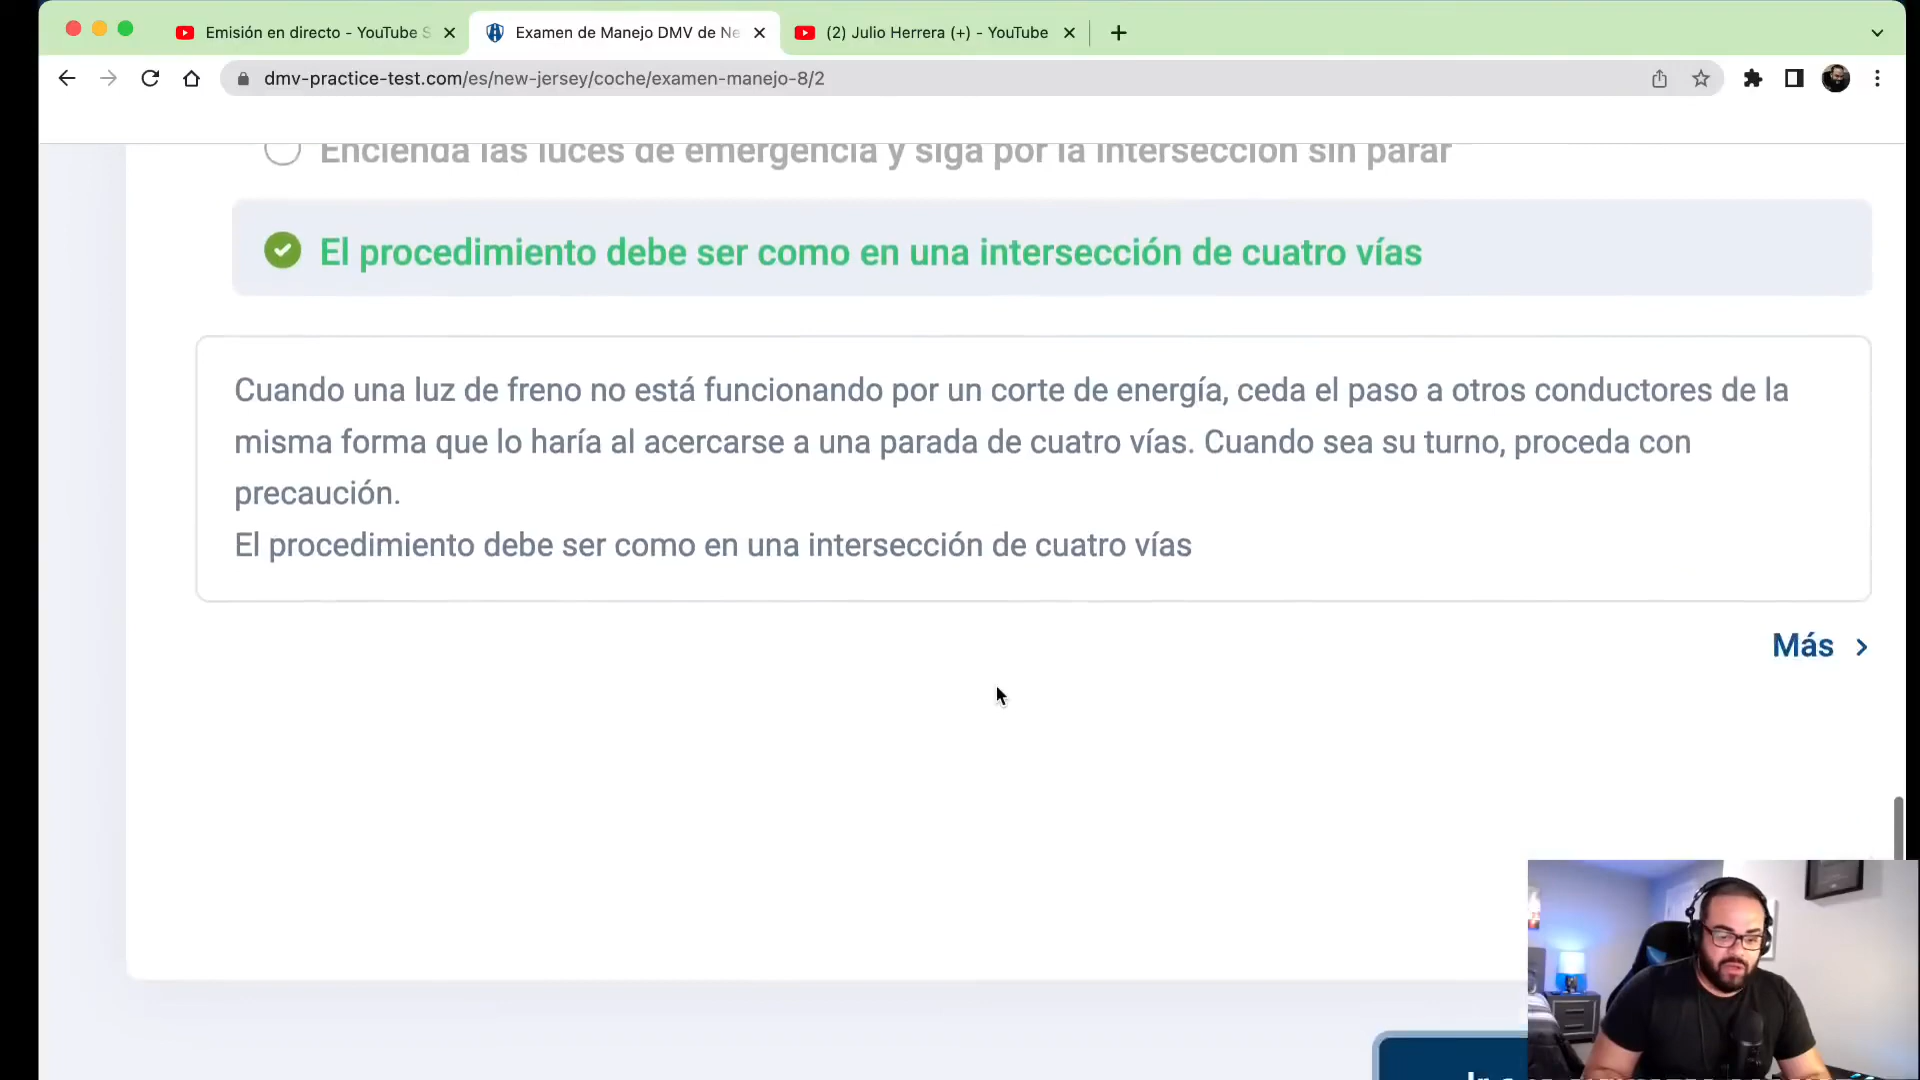 Emisión en directo - YouTube S
Examen de Manejo DMV de Ne
(2) Julio Herrera (+) - YouTube
dmv-practice-test.com/es/new-jersey/coche/examen-manejo-8/2
Encienda las luces de emergencia y siga por la intersección sin parar
El procedimiento debe ser como en una intersección de cuatro vías
Cuando una luz de freno no está funcionando por un corte de energía, ceda el paso a otros conductores de la
misma forma que lo haría al acercarse a una parada de cuatro vías. Cuando sea su turno, proceda con
precaución.
El procedimiento debe ser como en una intersección de cuatro vías
Más